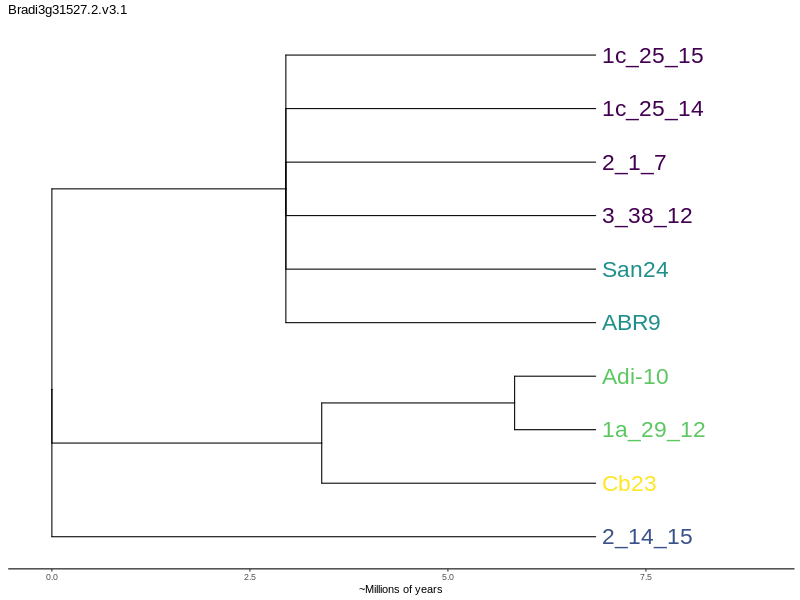 Bradi3g31527.2.v3.1
1c_25_15
1c_25_14
2_1_7
3_38_12
San24
ABR9
Adi-10
1a_29_12
Cb23
2_14_15
0.0 2.5 5.0 7.5
~Millions of years